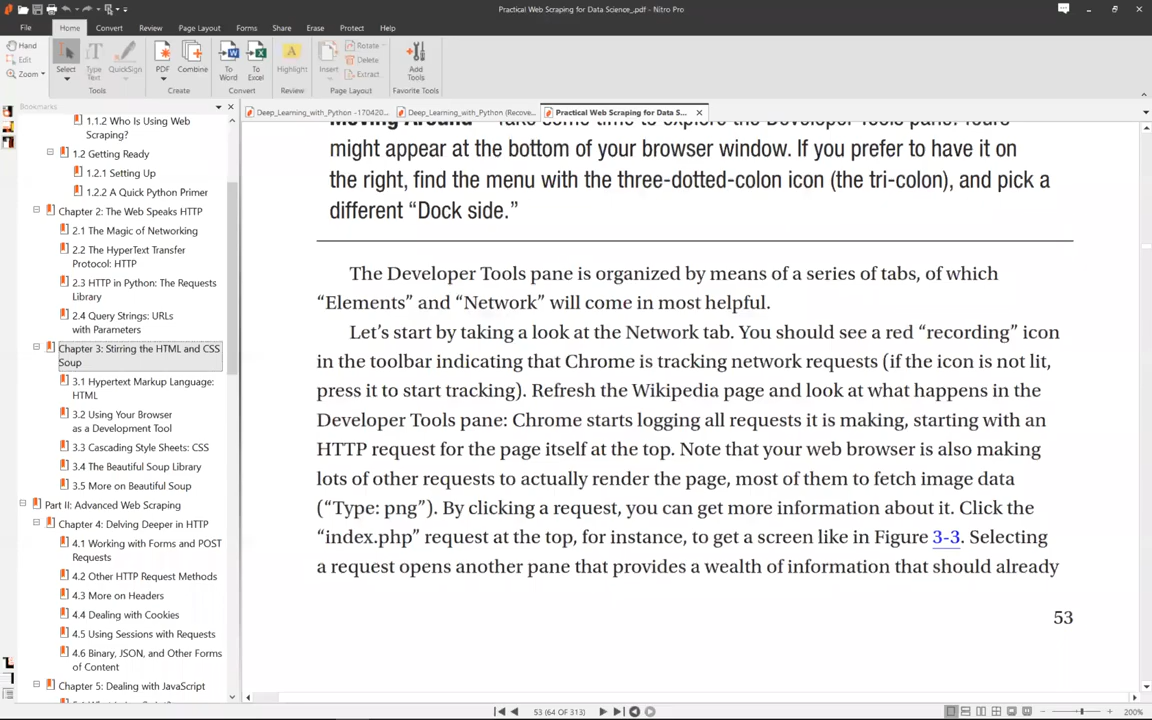 Practical Web Scraping for Data Science_.pdf - Nitro Pro
File Home Convert Review Page Layout Forms Share Erase Protect Help
Hand
Edit
Zoom
Select
Type Text
QuickSign
PDF
Combine
To Word
To Excel
Highlight
Insert
Rotate
Delete
Extract
Add Tools
Tools
Create
Convert
Review
Page Layout
Favorite Tools
Bookmarks
Deep_Learning_with_Python -170420...
Deep_Learning_with_Python (Recove...
Practical Web Scraping for Data S...
1.1.2 Who Is Using Web
Scraping?
1.2 Getting Ready
1.2.1 Setting Up
1.2.2 A Quick Python Primer
Chapter 2: The Web Speaks HTTP
2.1 The Magic of Networking
2.2 The HyperText Transfer
Protocol: HTTP
2.3 HTTP in Python: The Requests
Library
2.4 Query Strings: URLs
with Parameters
Chapter 3: Stirring the HTML and CSS
Soup
3.1 Hypertext Markup Language:
HTML
3.2 Using Your Browser
as a Development Tool
3.3 Cascading Style Sheets: CSS
3.4 The Beautiful Soup Library
3.5 More on Beautiful Soup
Part II: Advanced Web Scraping
Chapter 4: Delving Deeper in HTTP
4.1 Working with Forms and POST
Requests
4.2 Other HTTP Request Methods
4.3 More on Headers
4.4 Dealing with Cookies
4.5 Using Sessions with Requests
4.6 Binary, JSON, and Other Forms
of Content
Chapter 5: Dealing with JavaScript
Moving Around Take some time to explore the Developer Tools pane. Yours
might appear at the bottom of your browser window. If you prefer to have it on
the right, find the menu with the three-dotted-colon icon (the tri-colon), and pick a
different “Dock side.”
The Developer Tools pane is organized by means of a series of tabs, of which
“Elements” and “Network” will come in most helpful.
Let’s start by taking a look at the Network tab. You should see a red “recording” icon
in the toolbar indicating that Chrome is tracking network requests (if the icon is not lit,
press it to start tracking). Refresh the Wikipedia page and look at what happens in the
Developer Tools pane: Chrome starts logging all requests it is making, starting with an
HTTP request for the page itself at the top. Note that your web browser is also making
lots of other requests to actually render the page, most of them to fetch image data
(“Type: png”). By clicking a request, you can get more information about it. Click the
“index.php” request at the top, for instance, to get a screen like in Figure 3-3. Selecting
a request opens another pane that provides a wealth of information that should already
53
53 (64 OF 313)
200%